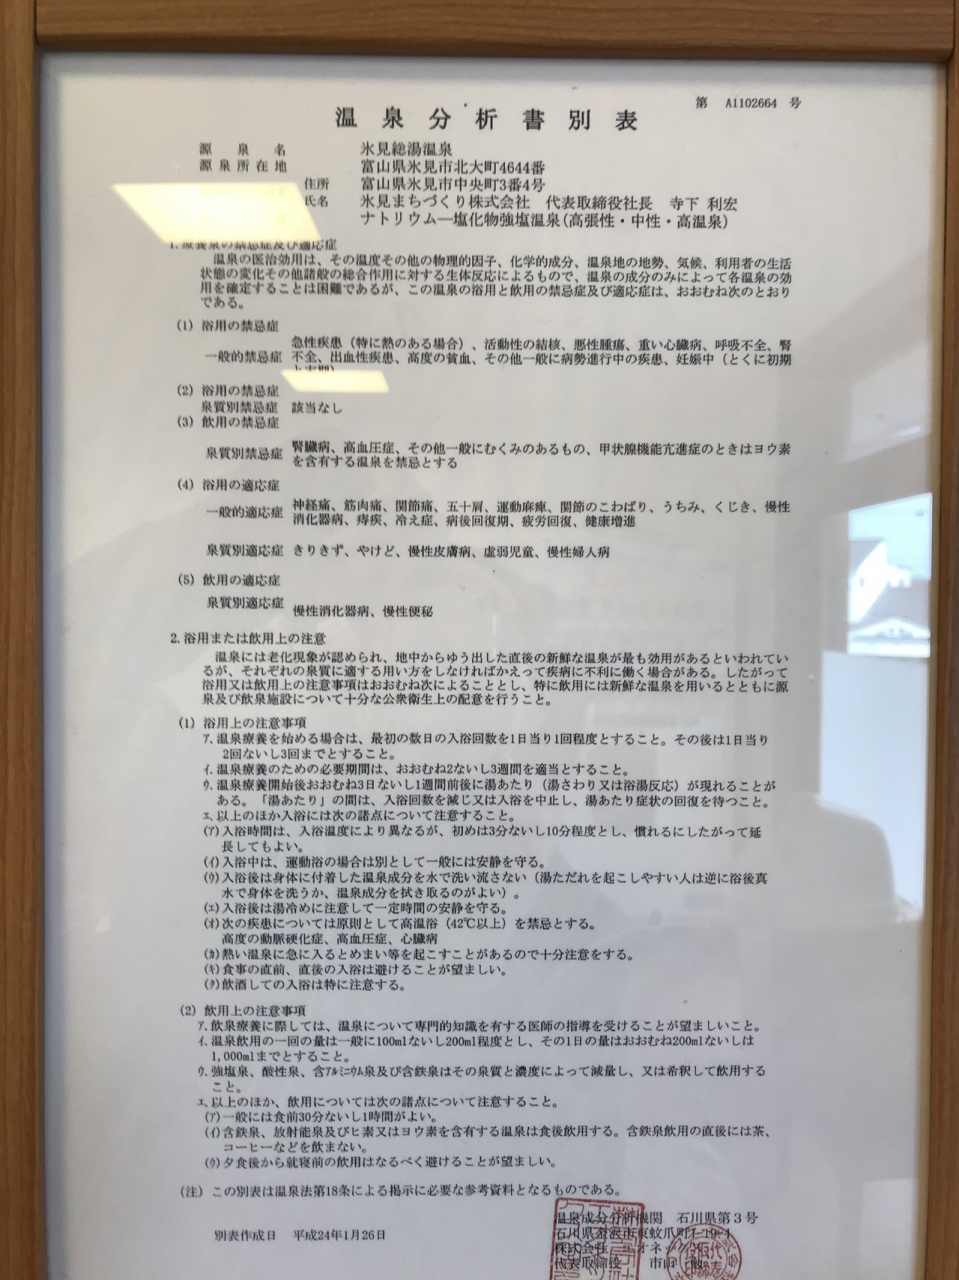 第 A1102664 号
温泉分析書別表
源泉名 氷見総湯温泉
源泉所在地 富山県氷見市北大町4644番
住所 富山県氷見市中央町3番4号
氏名 氷見まちづくり株式会社 代表取締役社長 寺下 利宏
ナトリウム―塩化物強塩温泉(高張性・中性・高温泉)
1. 療養泉の禁忌症及び適応症
温泉の医治効用は、その温度その他の物理的因子、化学的成分、温泉地の地勢、気候、利用者の生活
状態の変化その他諸般の総合作用に対する生体反応によるもので、温泉の成分のみによって各温泉の効
用を確定することは困難であるが、この温泉の浴用と飲用の禁忌症及び適応症は、おおむね次のとおり
である。
(1) 浴用の禁忌症
急性疾患(特に熱のある場合)、活動性の結核、悪性腫瘍、重い心臓病、呼吸不全、腎
一般的禁忌症 不全、出血性疾患、高度の貧血、その他一般に病勢進行中の疾患、妊娠中(とくに初期
と末期)
(2) 浴用の禁忌症
泉質別禁忌症 該当なし
(3) 飲用の禁忌症
泉質別禁忌症 腎臓病、高血圧症、その他一般にむくみのあるもの、甲状腺機能亢進症のときはヨウ素
を含有する温泉を禁忌とする
(4) 浴用の適応症
一般的適応症 神経痛、筋肉痛、関節痛、五十肩、運動麻痺、関節のこわばり、うちみ、くじき、慢性
消化器病、痔疾、冷え症、病後回復期、疲労回復、健康増進
泉質別適応症 きりきず、やけど、慢性皮膚病、虚弱児童、慢性婦人病
(5) 飲用の適応症
泉質別適応症 慢性消化器病、慢性便秘
2. 浴用または飲用上の注意
温泉には老化現象が認められ、地中からゆう出した直後の新鮮な温泉が最も効用があるといわれてい
るが、それぞれの泉質に適する用い方をしなければかえって疾病に不利に働く場合がある。したがって
浴用又は飲用上の注意事項はおおむね次によることとし、特に飲用には新鮮な温泉を用いるとともに源
泉及び飲泉施設について十分な公衆衛生上の配慮を行うこと。
(1) 浴用上の注意事項
ア. 温泉療養を始める場合は、最初の数日の入浴回数を1日当り1回程度とすること。その後は1日当り
2回ないし3回までとすること。
イ. 温泉療養のための必要期間は、おおむね2ないし3週間を適当とすること。
ウ. 温泉療養開始後おおむね3日ないし1週間前後に湯あたり(湯さわり又は浴湯反応)が現れることが
ある。「湯あたり」の間は、入浴回数を減じ又は入浴を中止し、湯あたり症状の回復を待つこと。
エ. 以上のほか入浴には次の諸点について注意すること。
(ア) 入浴時間は、入浴温度により異なるが、初めは3分ないし10分程度とし、慣れるにしたがって延
長してもよい。
(イ) 入浴中は、運動浴の場合は別として一般には安静を守る。
(ウ) 入浴後は身体に付着した温泉成分を水で洗い流さない(湯ただれを起こしやすい人は逆に浴後真
水で身体を洗うか、温泉成分を拭き取るのがよい)。
(エ) 入浴後は湯冷めに注意して一定時間の安静を守る。
(オ) 次の疾患については原則として高温浴(42℃以上)を禁忌とする。
高度の動脈硬化症、高血圧症、心臓病
(カ) 熱い温泉に急に入るとめまい等を起こすことがあるので十分注意をする。
(キ) 食事の直前、直後の入浴は避けることが望ましい。
(ク) 飲酒しての入浴は特に注意する。
(2) 飲用上の注意事項
ア. 飲泉療養に際しては、温泉について専門的知識を有する医師の指導を受けることが望ましいこと。
イ. 温泉飲用の一回の量は一般に100mlないし200ml程度とし、その1日の量はおおむね200mlないしは
1,000mlまでとすること。
ウ. 強塩泉、酸性泉、含アルミニウム泉及び含鉄泉はその泉質と濃度によって減量し、又は希釈して飲用する
こと。
エ. 以上のほか、飲用については次の諸点について注意すること。
(ア) 一般には食前30分ないし1時間がよい。
(イ) 含鉄泉、放射能泉及びヒ素又はヨウ素を含有する温泉は食後飲用する。含鉄泉飲用の直後には茶、
コーヒーなどを飲まない。
(ウ) 夕食後から就寝前の飲用はなるべく避けることが望ましい。
(注) この別表は温泉法第18条による掲示に必要な参考資料となるものである。
温泉成分分析機関 石川県第3号
別表作成日 平成24年1月26日
石川県金沢市東蚊爪町
株式会社
代表取締役 市山